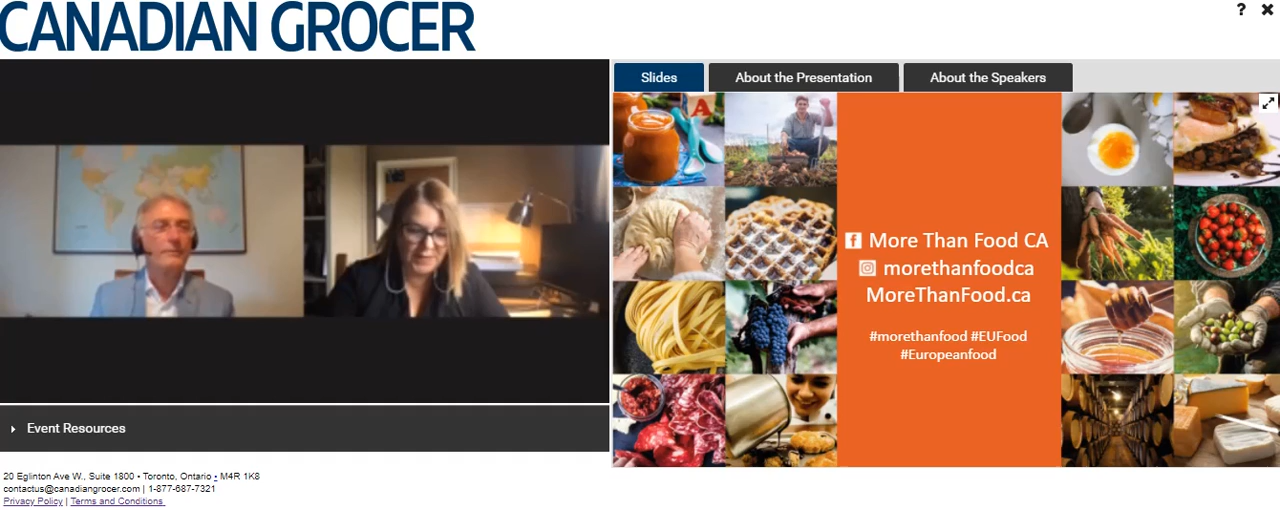 CANADIAN GROCER
? ✖
Slides
About the Presentation
About the Speakers
A
More Than Food CA
morethanfoodca
MoreThanFood.ca
#morethanfood #EUFood
#Europeanfood
Event Resources
20 Eglinton Ave W., Suite 1800 • Toronto, Ontario • M4R 1K8
contactus@canadiangrocer.com | 1-877-687-7321
Privacy Policy | Terms and Conditions